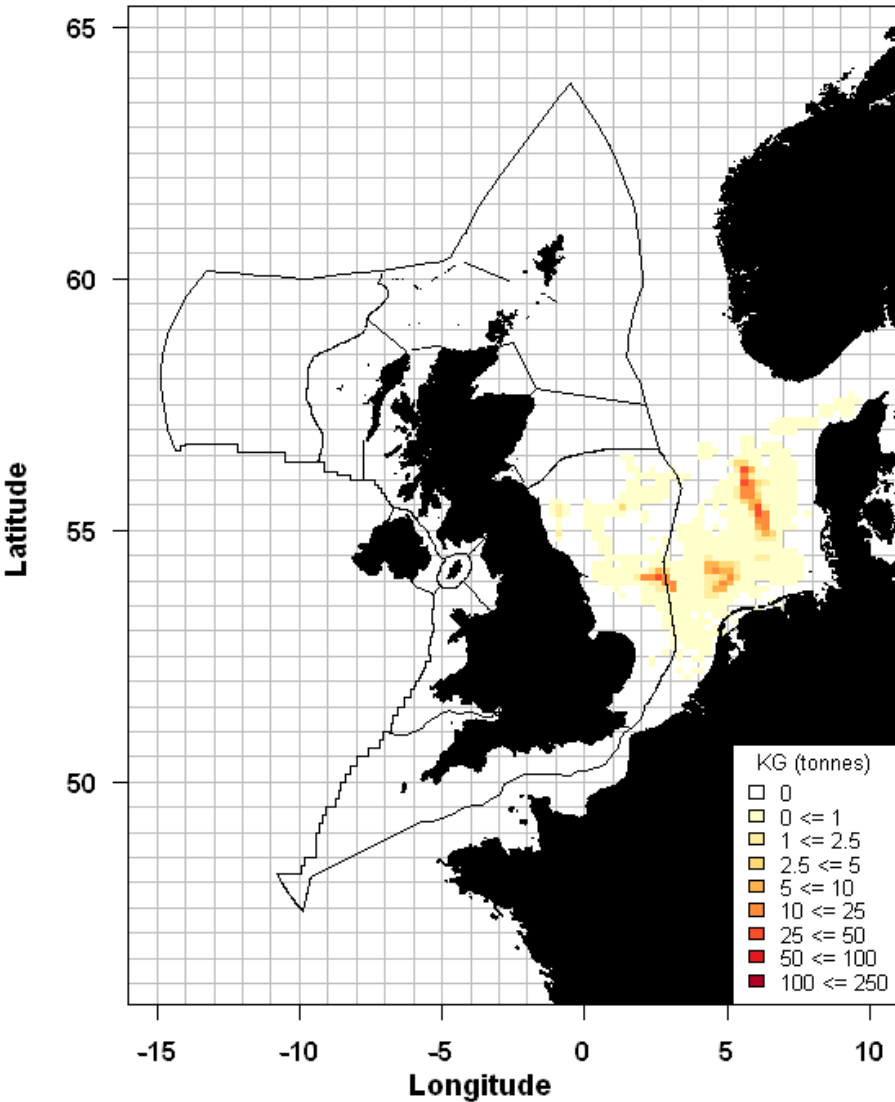 65
60
55
50
Latitude
KG (tonnes)
0
0 <= 1
1 <= 2.5
2.5 <= 5
5 <= 10
10 <= 25
25 <= 50
50 <= 100
100 <= 250
-15 -10 -5 0 5 10
Longitude